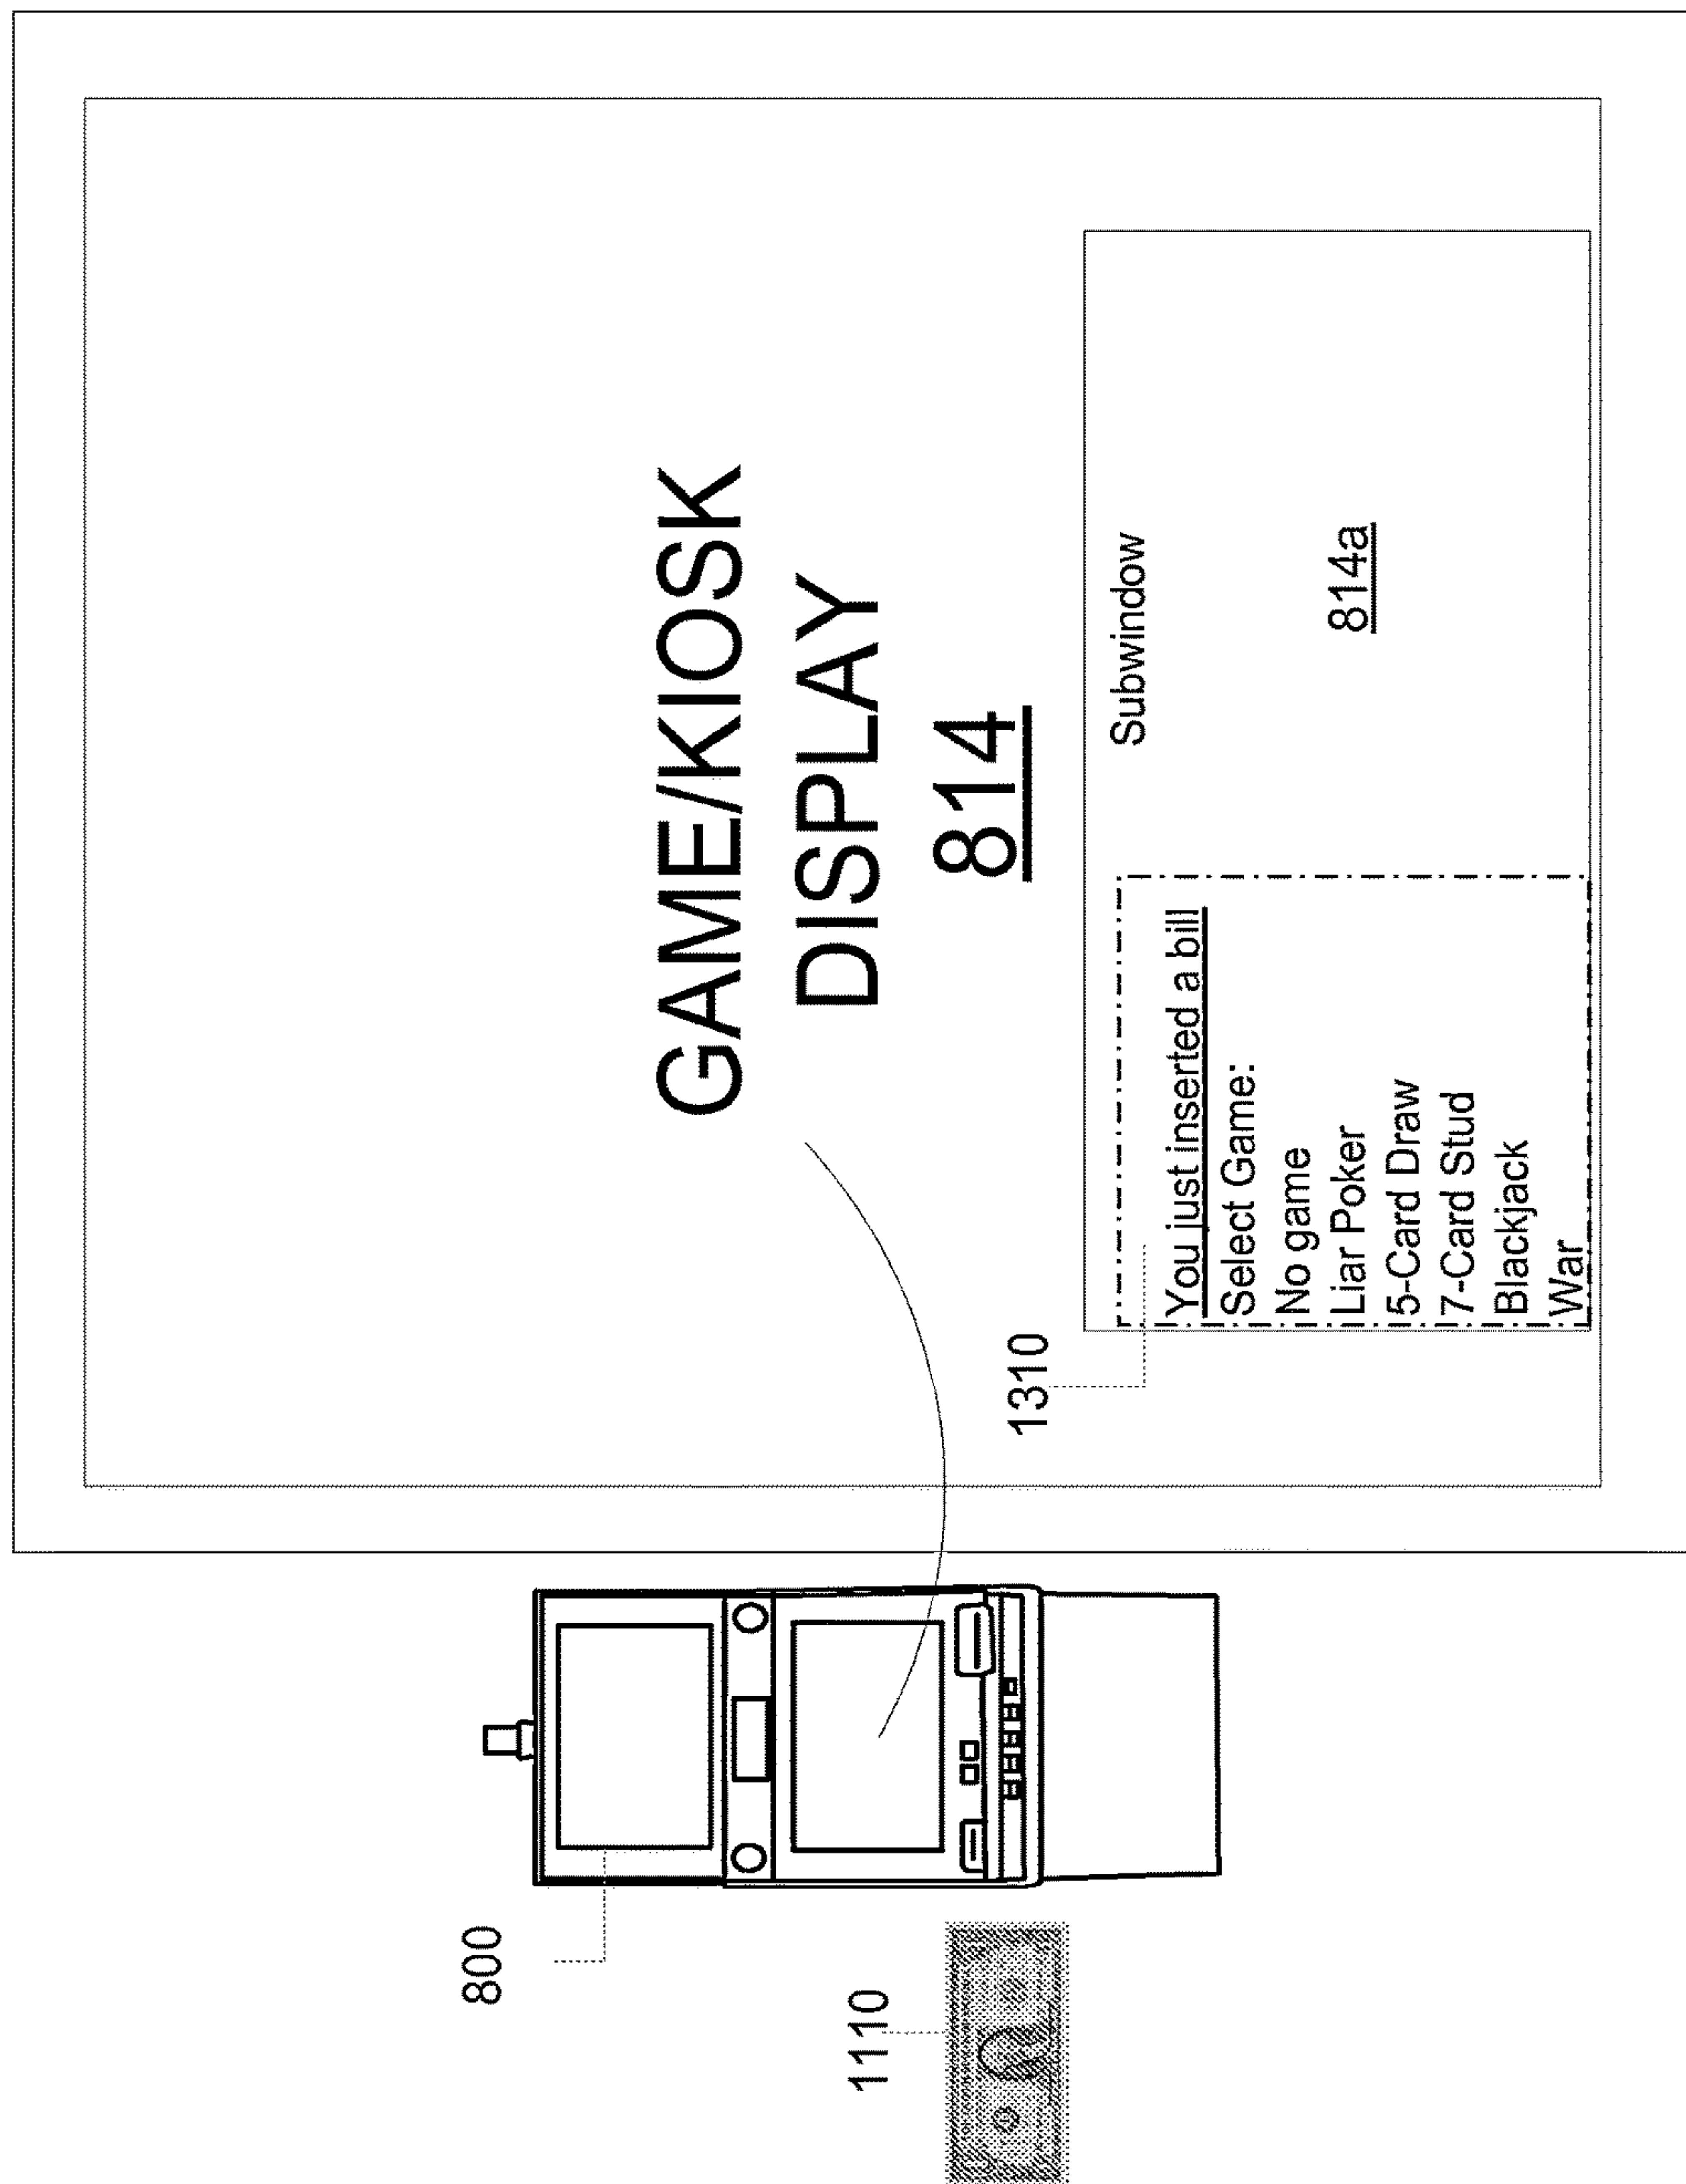 GAME/KIOSK
DISPLAY
814
800
1110
1310
Subwindow
814a
You just inserted a bill
Select Game:
No game
Liar Poker
5-Card Draw
7-Card Stud
Blackjack
War